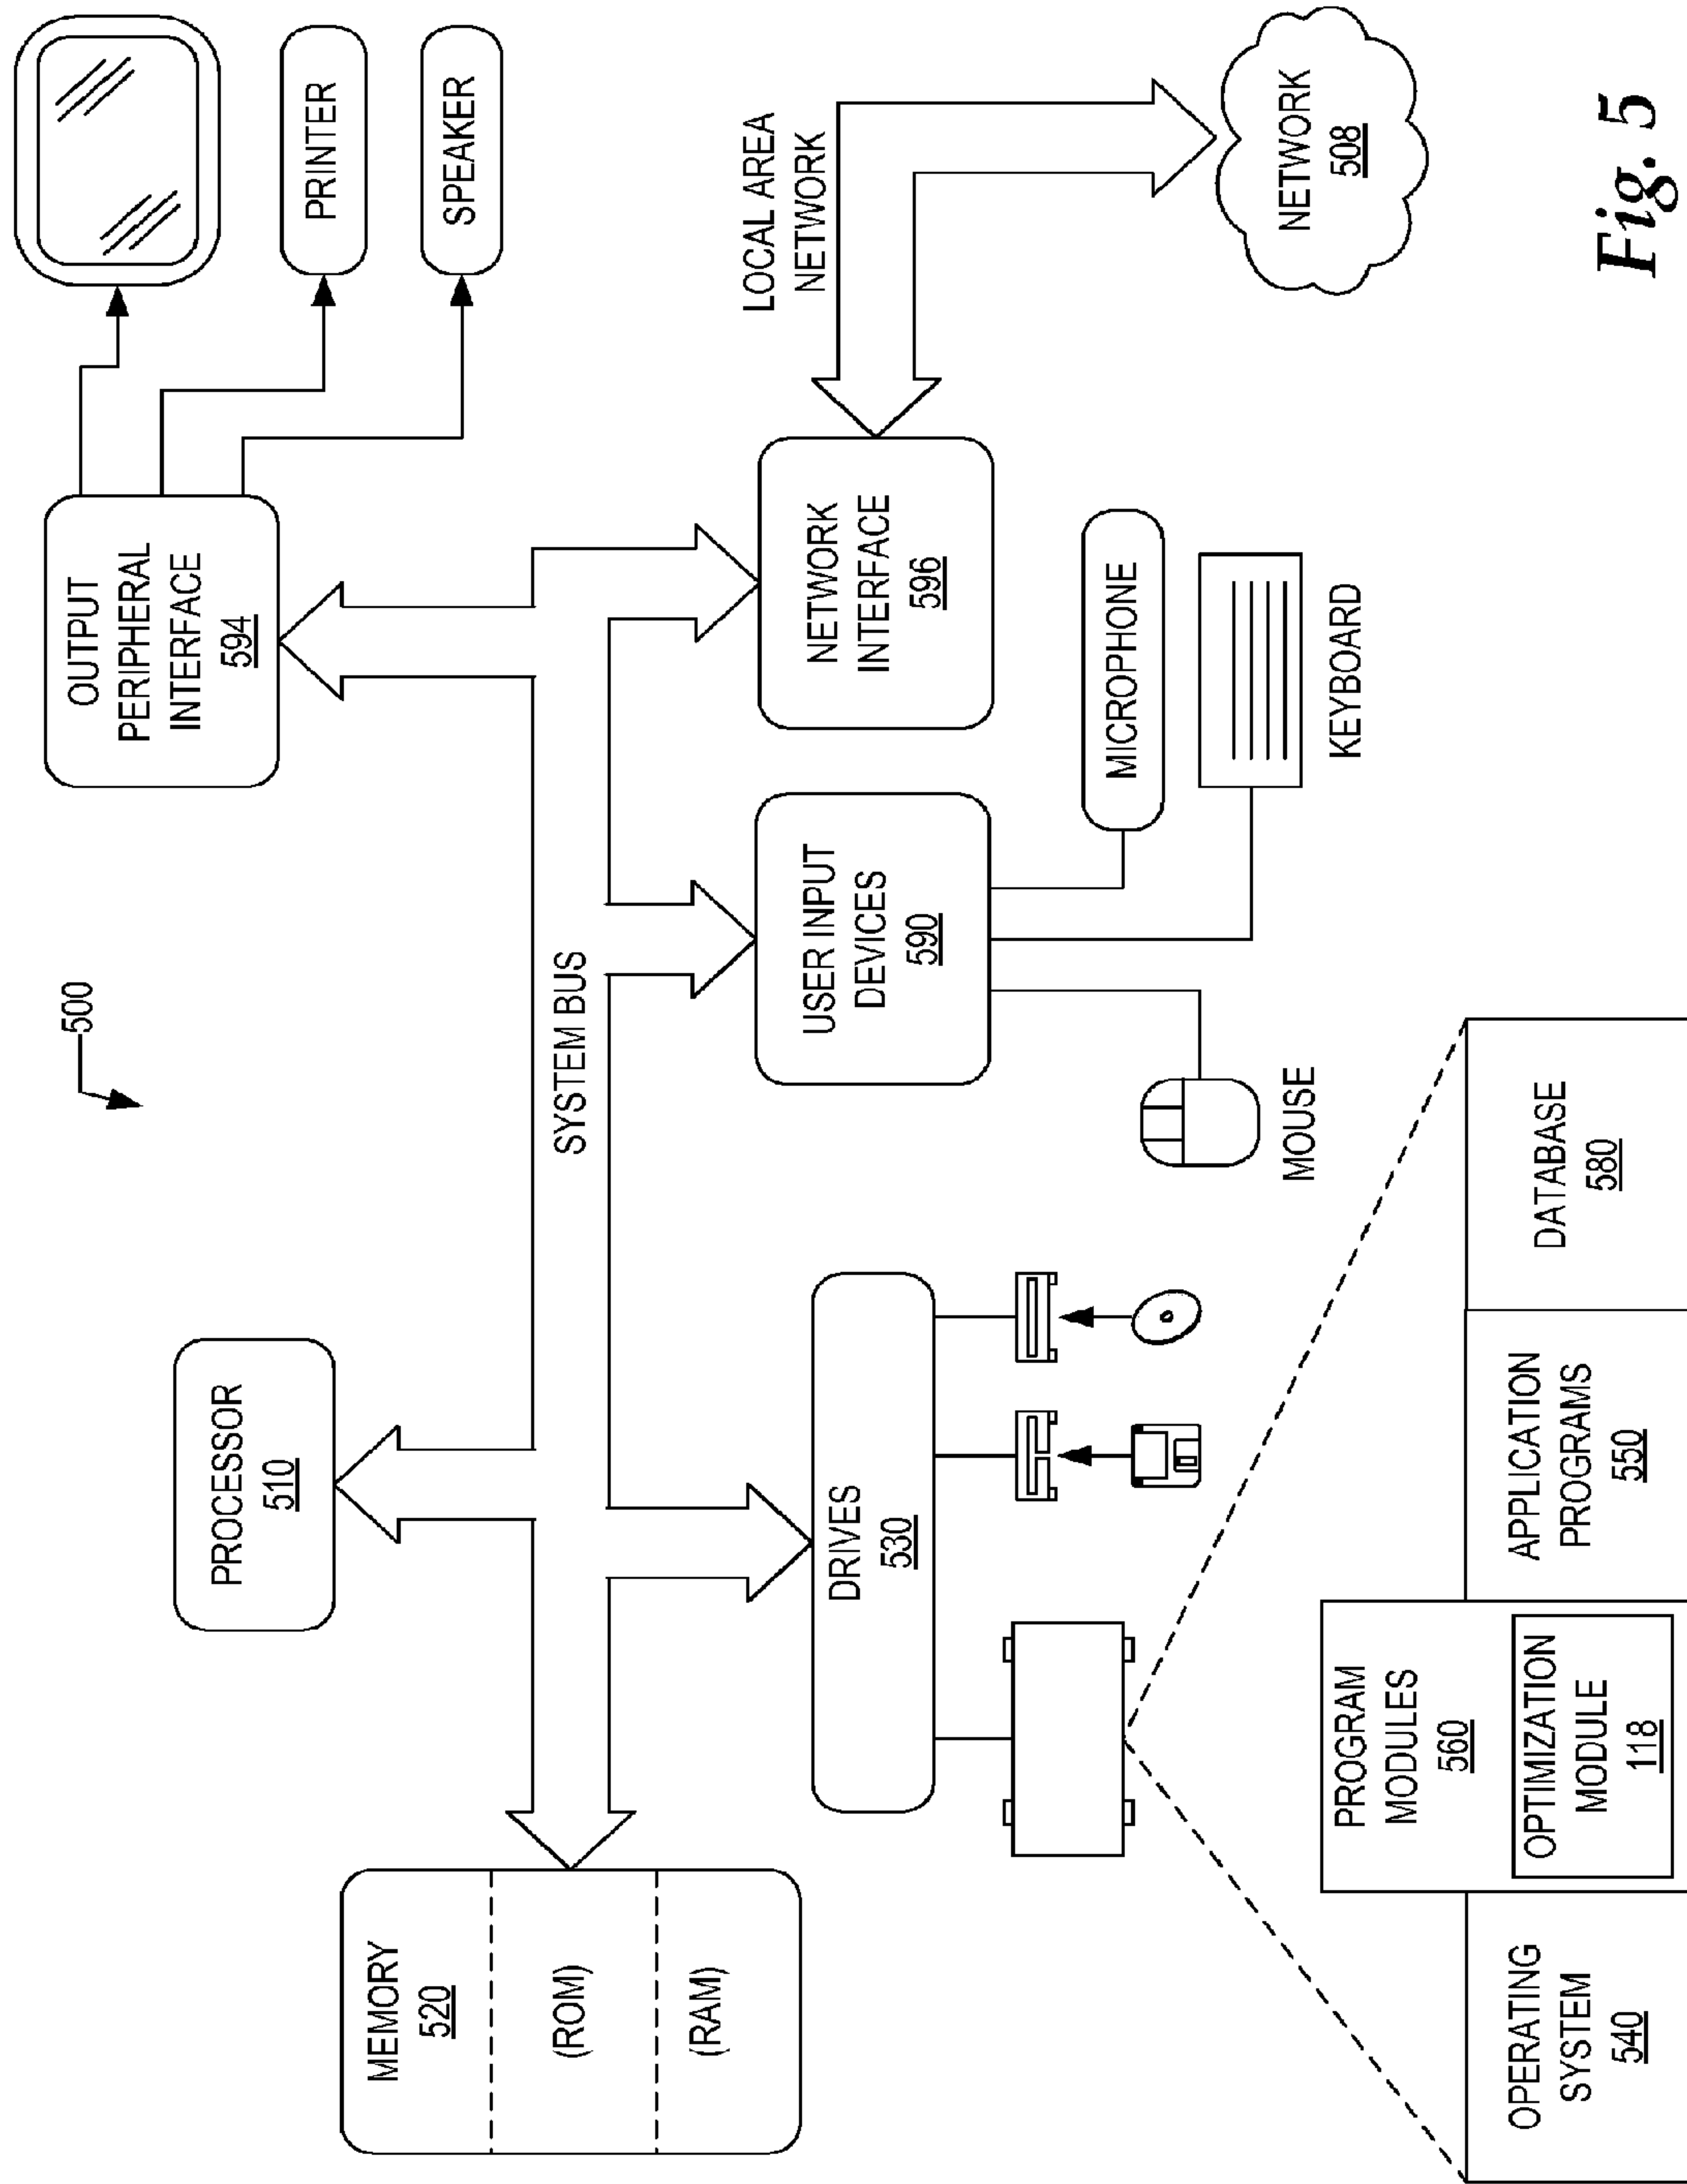 500
PROCESSOR
510
OUTPUT
PERIPHERAL
INTERFACE
594
PRINTER
SPEAKER
MEMORY
520
(ROM)
(RAM)
SYSTEM BUS
LOCAL AREA
NETWORK
DRIVES
530
USER INPUT
DEVICES
590
NETWORK
INTERFACE
596
MOUSE
MICROPHONE
KEYBOARD
NETWORK
508
OPERATING
SYSTEM
540
PROGRAM
MODULES
560
OPTIMIZATION
MODULE
118
APPLICATION
PROGRAMS
550
DATABASE
580
Fig. 5